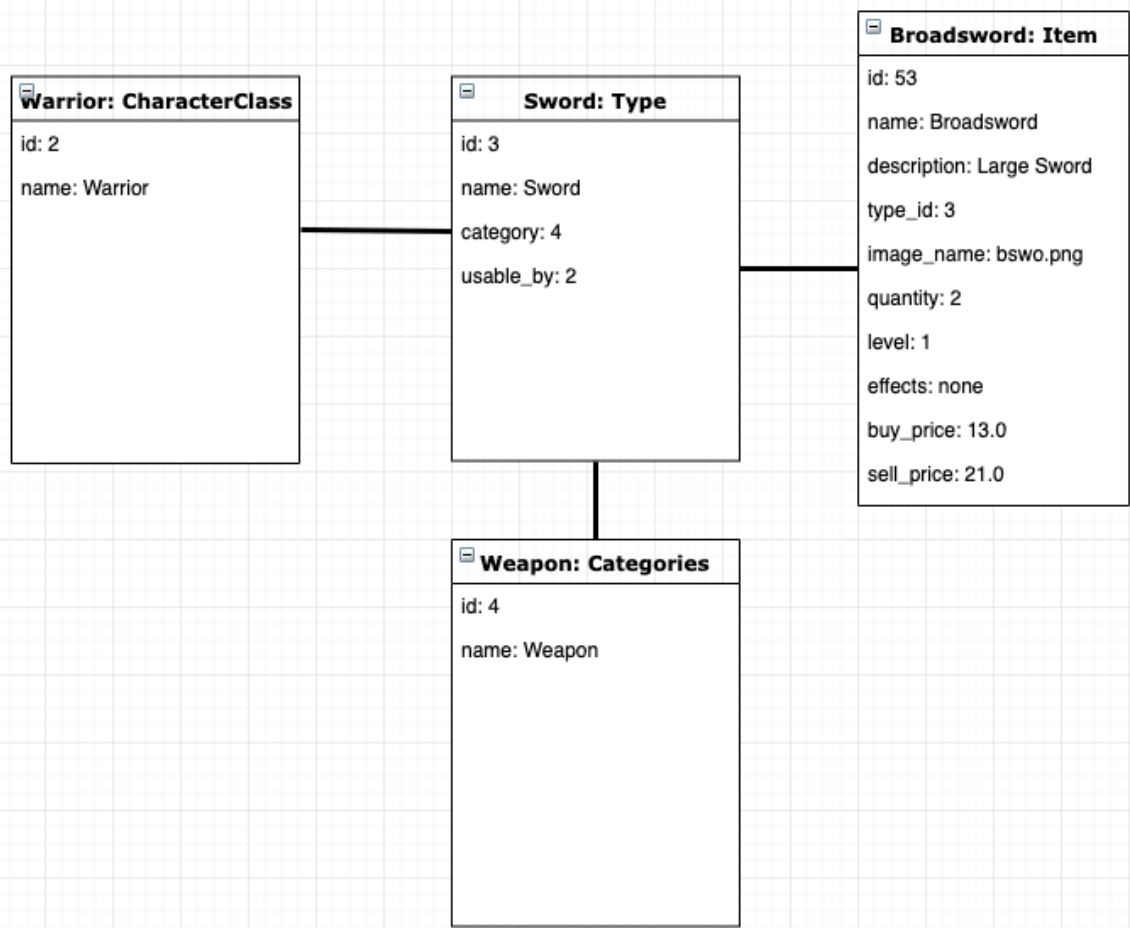 Warrior: CharacterClass
id: 2
name: Warrior
Sword: Type
id: 3
name: Sword
category: 4
usable_by: 2
Broadsword: Item
id: 53
name: Broadsword
description: Large Sword
type_id: 3
image_name: bswo.png
quantity: 2
level: 1
effects: none
buy_price: 13.0
sell_price: 21.0
Weapon: Categories
id: 4
name: Weapon